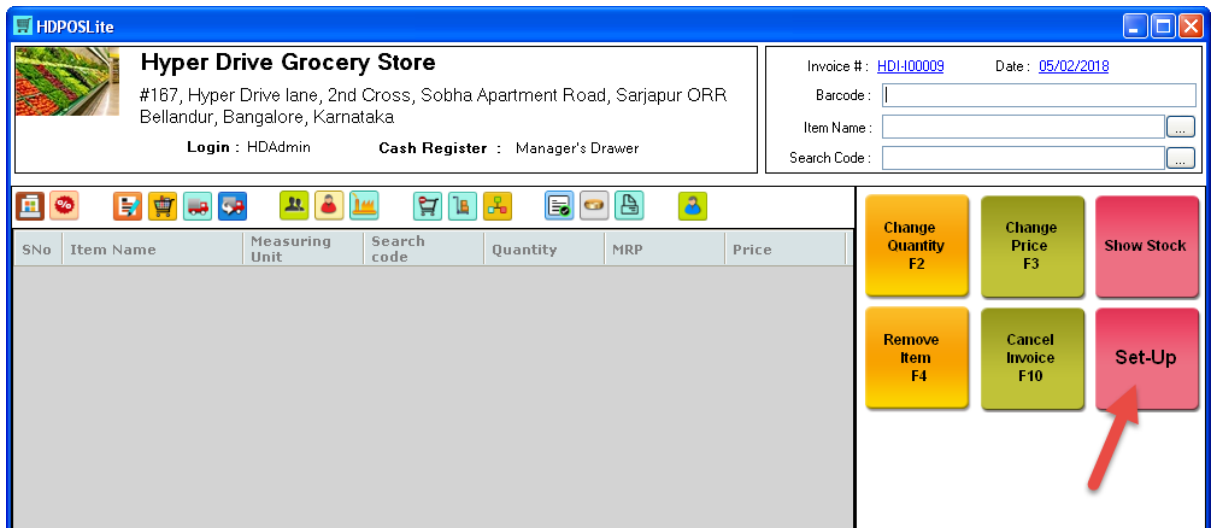 HDPOSLite
Hyper Drive Grocery Store
#167, Hyper Drive lane, 2nd Cross, Sobha Apartment Road, Sarjapur ORR
Bellandur, Bangalore, Karnataka
Login : HDAdmin Cash Register : Manager's Drawer
Invoice # : HDI-I00009 Date : 05/02/2018
Barcode :
Item Name :
...
Search Code :
...
%
SNo Item Name Measuring Unit Search code Quantity MRP Price
Change
Quantity
F2
Change
Price
F3
Show Stock
Remove
Item
F4
Cancel
Invoice
F10
Set-Up